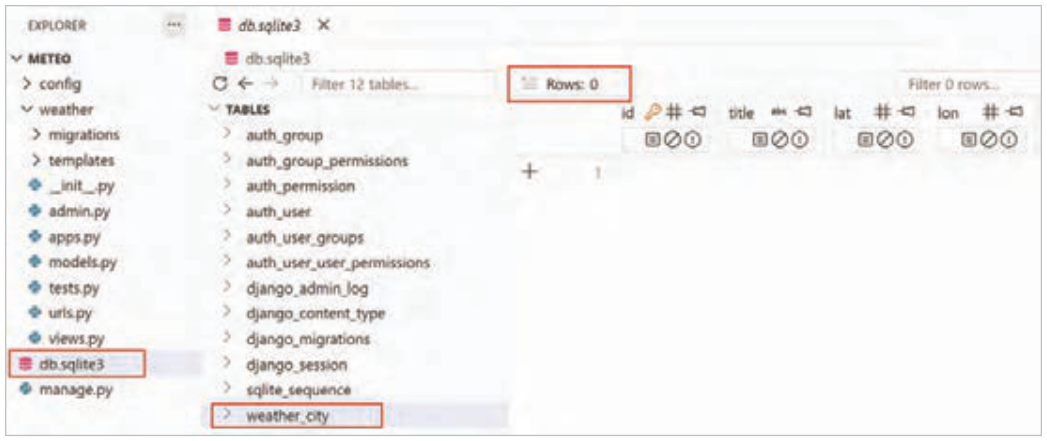 EXPLORER ...
METEO
config
weather
migrations
templates
__init__.py
admin.py
apps.py
models.py
tests.py
urls.py
views.py
db.sqlite3
manage.py
db.sqlite3
db.sqlite3
Filter 12 tables...
TABLES
auth_group
auth_group_permissions
auth_permission
auth_user
auth_user_groups
auth_user_user_permissions
django_admin_log
django_content_type
django_migrations
django_session
sqlite_sequence
weather_city
Rows: 0 Filter 0 rows...
id title abc lat lon
1